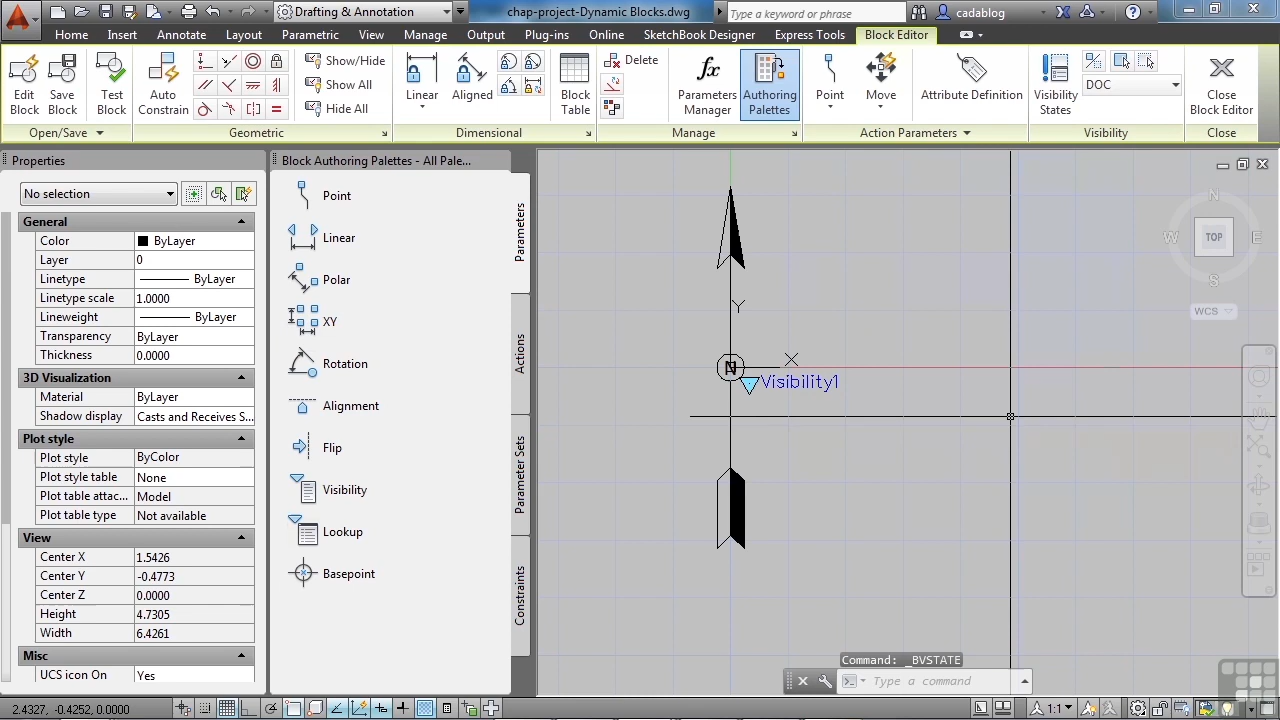 Drafting & Annotation
chap-project-Dynamic Blocks.dwg
Type a keyword or phrase
cadablog
Home Insert Annotate Layout Parametric View Manage Output Plug-ins Online SketchBook Designer Express Tools Block Editor
Edit Block
Save Block
Test Block
Auto Constrain
Show/Hide
Show All
Hide All
Linear
Aligned
Block Table
Delete
Parameters Manager
Authoring Palettes
Point
Move
Attribute Definition
Visibility States
DOC
Close Block Editor
Open/Save
Geometric
Dimensional
Manage
Action Parameters
Visibility
Close
Properties
No selection
General
Color ByLayer
Layer 0
Linetype ByLayer
Linetype scale 1.0000
Lineweight ByLayer
Transparency ByLayer
Thickness 0.0000
3D Visualization
Material ByLayer
Shadow display Casts and Receives S...
Plot style
Plot style ByColor
Plot style table None
Plot table attac... Model
Plot table type Not available
View
Center X 1.5426
Center Y -0.4773
Center Z 0.0000
Height 4.7305
Width 6.4261
Misc
UCS icon On Yes
Block Authoring Palettes - All Pale...
Point
Linear
Polar
XY
Rotation
Alignment
Flip
Visibility
Lookup
Basepoint
Parameters
Actions
Parameter Sets
Constraints
Y
X
N
Visibility1
N
W TOP E
S
WCS
Command: _BVSTATE
Type a command
2.4327, -0.4252, 0.0000
1:1